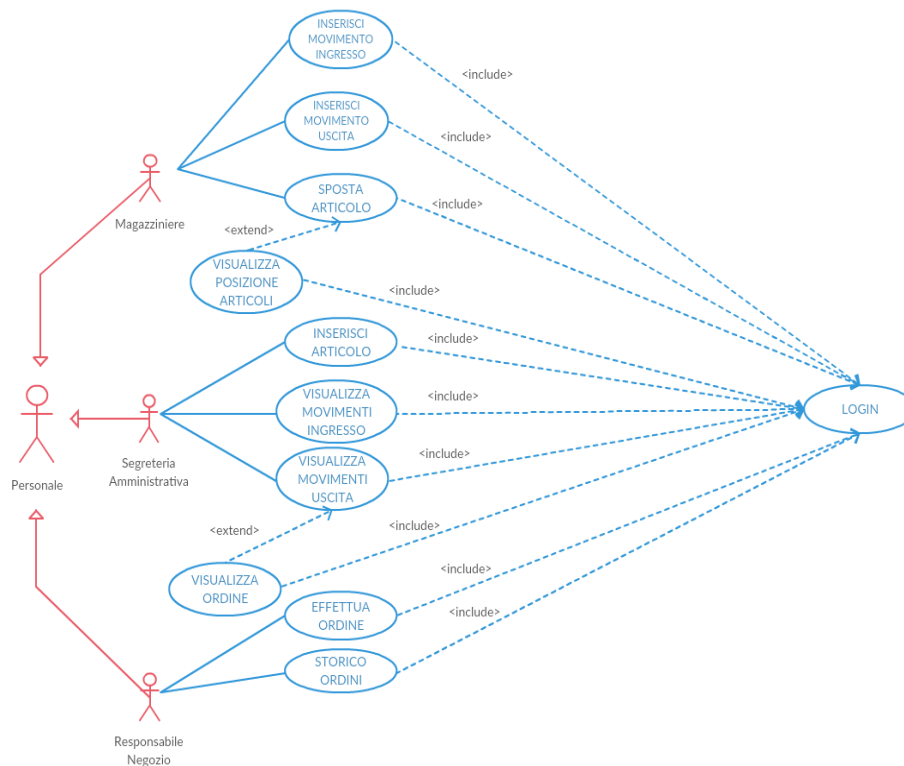 INSERISCI
MOVIMENTO
INGRESSO
<include>
INSERISCI
MOVIMENTO
USCITA
<include>
SPOSTA
ARTICOLO
<include>
Magazziniere
<extend>
VISUALIZZA
POSIZIONE
ARTICOLI
<include>
INSERISCI
ARTICOLO
<include>
VISUALIZZA
MOVIMENTI
INGRESSO
<include>
LOGIN
Personale
Segreteria
Amministrativa
VISUALIZZA
MOVIMENTI
USCITA
<include>
<extend>
<include>
VISUALIZZA
ORDINE
<include>
EFFETTUA
ORDINE
<include>
STORICO
ORDINI
Responsabile
Negozio